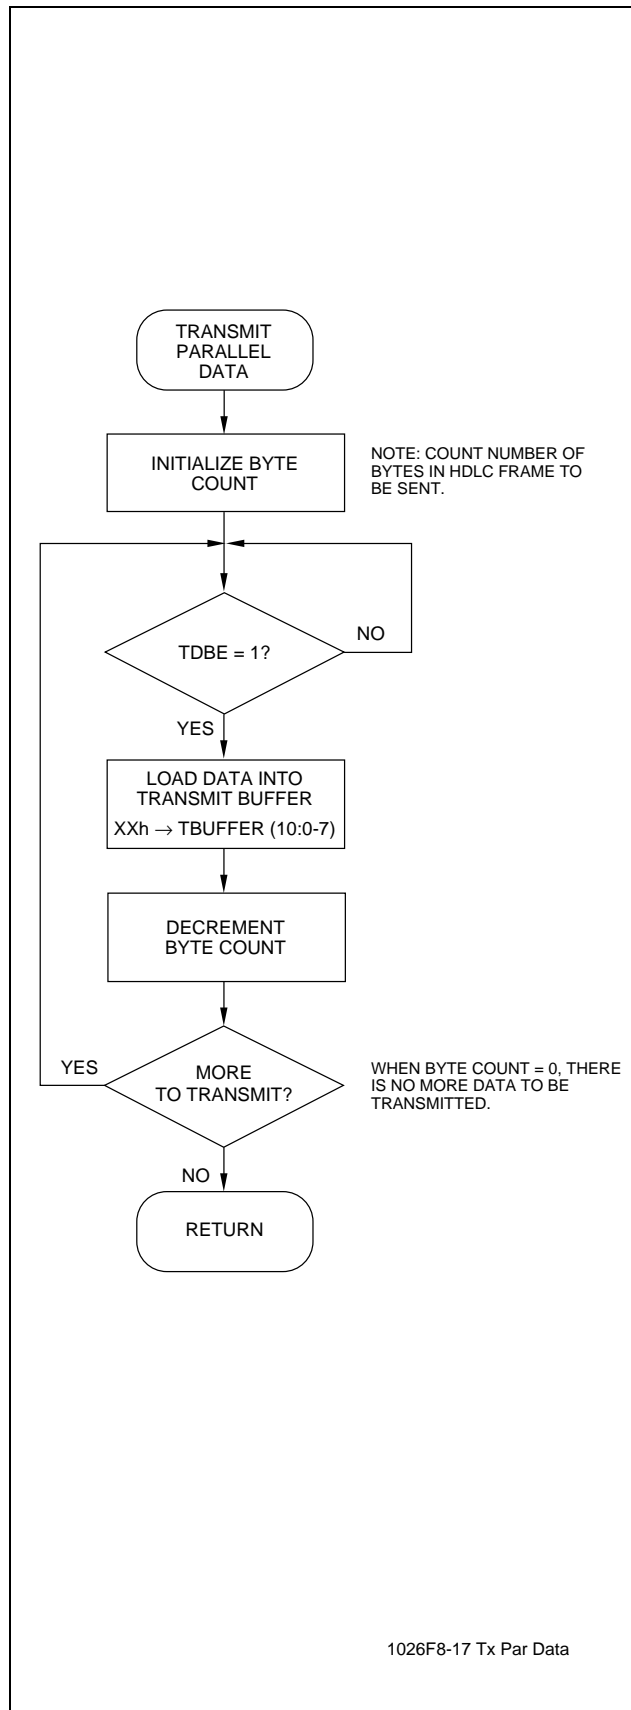 TRANSMIT
PARALLEL
DATA
INITIALIZE BYTE
COUNT
NOTE: COUNT NUMBER OF
BYTES IN HDLC FRAME TO
BE SENT.
TDBE = 1?
NO
YES
LOAD DATA INTO
TRANSMIT BUFFER
XXh → TBUFFER (10:0-7)
DECREMENT
BYTE COUNT
YES
MORE
TO TRANSMIT?
WHEN BYTE COUNT = 0, THERE
IS NO MORE DATA TO BE
TRANSMITTED.
NO
RETURN
1026F8-17 Tx Par Data